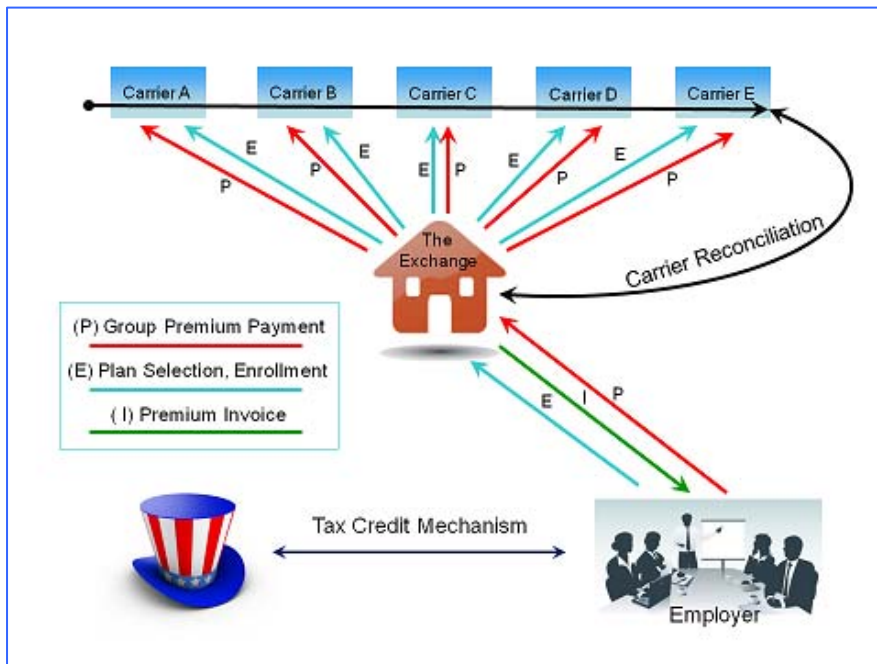 Carrier A
Carrier B
Carrier C
Carrier D
Carrier E
E
P
E
P
E
P
E
P
E
P
The
Exchange
Carrier Reconciliation
(P) Group Premium Payment
(E) Plan Selection, Enrollment
( I) Premium Invoice
E
I
P
Tax Credit Mechanism
Employer